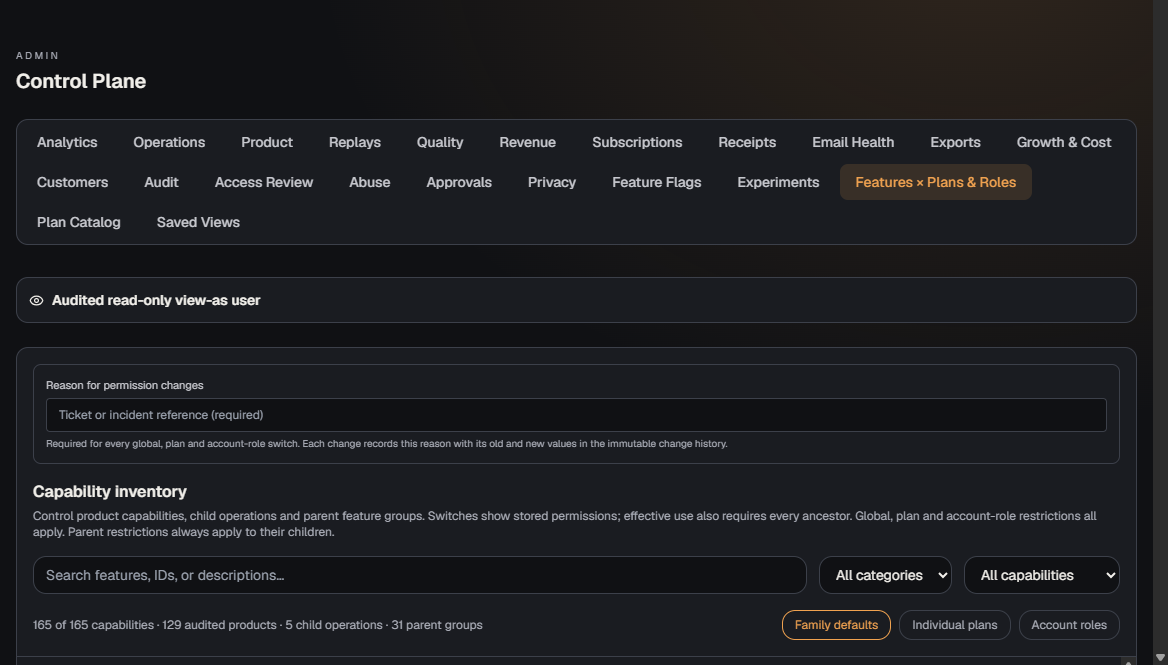 ADMIN
Control Plane
Analytics Operations Product Replays Quality Revenue Subscriptions Receipts Email Health Exports Growth & Cost
Customers Audit Access Review Abuse Approvals Privacy Feature Flags Experiments Features × Plans & Roles
Plan Catalog Saved Views
Audited read-only view-as user
Reason for permission changes
Ticket or incident reference (required)
Required for every global, plan and account-role switch. Each change records this reason with its old and new values in the immutable change history.
Capability inventory
Control product capabilities, child operations and parent feature groups. Switches show stored permissions; effective use also requires every ancestor. Global, plan and account-role restrictions all
apply. Parent restrictions always apply to their children.
Search features, IDs, or descriptions... All categories All capabilities
165 of 165 capabilities · 129 audited products · 5 child operations · 31 parent groups Family defaults Individual plans Account roles